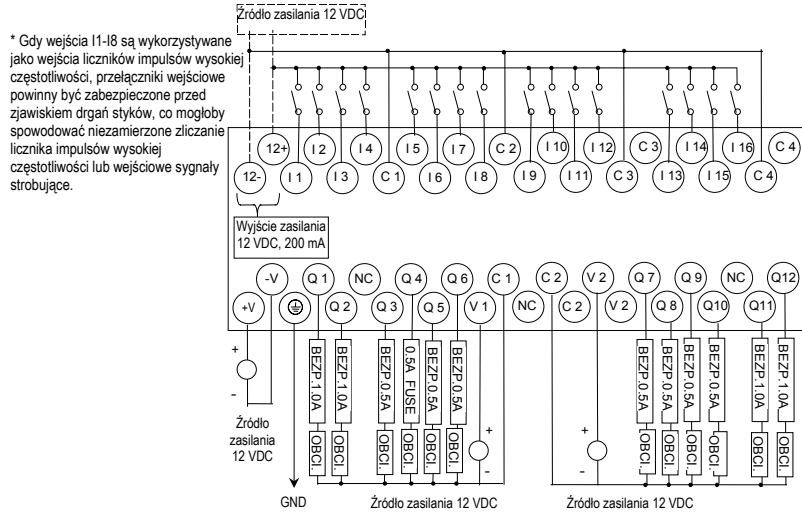 Źródło zasilania 12 VDC
* Gdy wejścia I1-I8 są wykorzystywane
jako wejścia liczników impulsów wysokiej
częstotliwości, przełączniki wejściowe
powinny być zabezpieczone przed
zjawiskiem drgań styków, co mogłoby
spowodować niezamierzone zliczanie
licznika impulsów wysokiej
częstotliwości lub wejściowe sygnały
strobujące.
12+ I 2 I 4 I 5 I 7 C 2 I 10 I 12 C 3 I 14 I 16 C 4
12- I 1 I 3 C 1 I 6 I 8 I 9 I 11 C 3 I 13 I 15 C 4
Wyjście zasilania
12 VDC, 200 mA
-V Q 1 NC Q 4 Q 6 C 1 C 2 V 2 Q 7 Q 9 NC Q12
+V Q 2 Q 3 Q 5 V 1 NC C 2 V 2 Q 8 Q10 Q11
BEZP.1.0A BEZP.1.0A BEZP.0.5A 0.5A FUSE BEZP.0.5A BEZP.0.5A BEZP.0.5A BEZP.0.5A BEZP.0.5A BEZP.0.5A BEZP.1.0A BEZP.1.0A
+
-
+
-
+
-
OBCI. OBCI. OBCI. OBCI. OBCI. OBCI. OBCI. OBCI. OBCI. OBCI. OBCI. OBCI.
Źródło
zasilania
12 VDC
GND
Źródło zasilania 12 VDC
Źródło zasilania 12 VDC